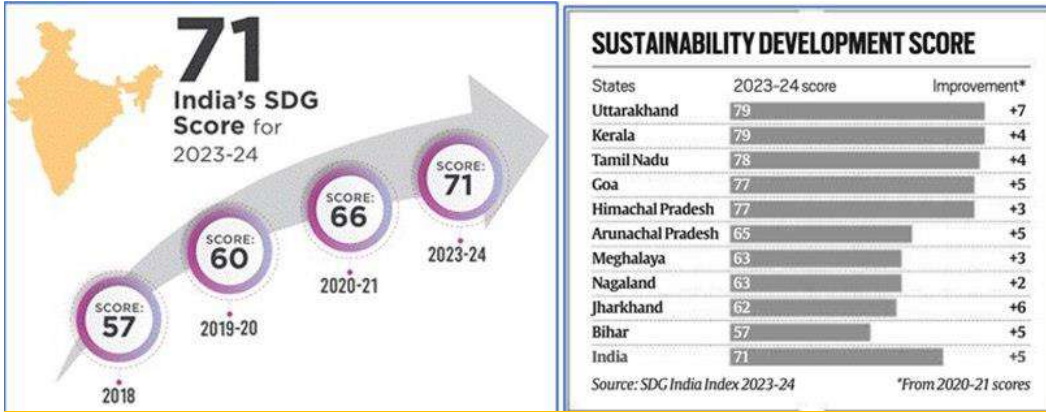 71
India's SDG
Score for
2023-24
SCORE:
57
2018
SCORE:
60
2019-20
SCORE:
66
2020-21
SCORE:
71
2023-24
SUSTAINABILITY DEVELOPMENT SCORE
States 2023-24 score Improvement*
Uttarakhand 79 +7
Kerala 79 +4
Tamil Nadu 78 +4
Goa 77 +5
Himachal Pradesh 77 +3
Arunachal Pradesh 65 +5
Meghalaya 63 +3
Nagaland 63 +2
Jharkhand 62 +6
Bihar 57 +5
India 71 +5
Source: SDG India Index 2023-24 *From 2020-21 scores